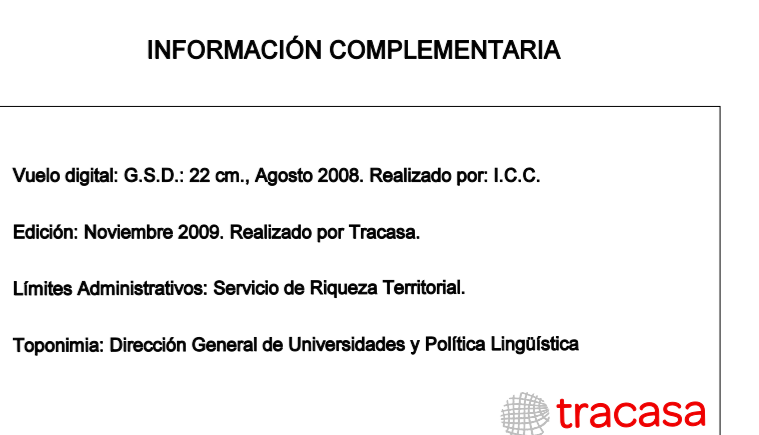 INFORMACIÓN COMPLEMENTARIA
Vuelo digital: G.S.D.: 22 cm., Agosto 2008. Realizado por: I.C.C.
Edición: Noviembre 2009. Realizado por Tracasa.
Límites Administrativos: Servicio de Riqueza Territorial.
Toponimia: Dirección General de Universidades y Política Lingüística
tracasa